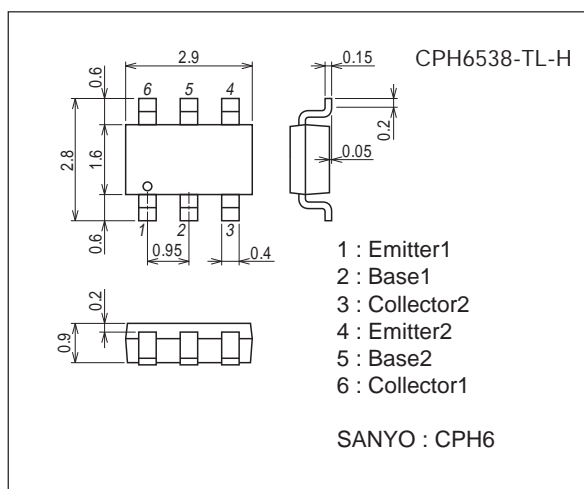 CPH6538-TL-H
2.9
0.15
0.6
6 5 4
0.2
2.8
1.6
0.05
0.6
1 2 3
0.95
0.4
1 : Emitter1
2 : Base1
3 : Collector2
4 : Emitter2
5 : Base2
6 : Collector1
0.2
0.9
SANYO : CPH6